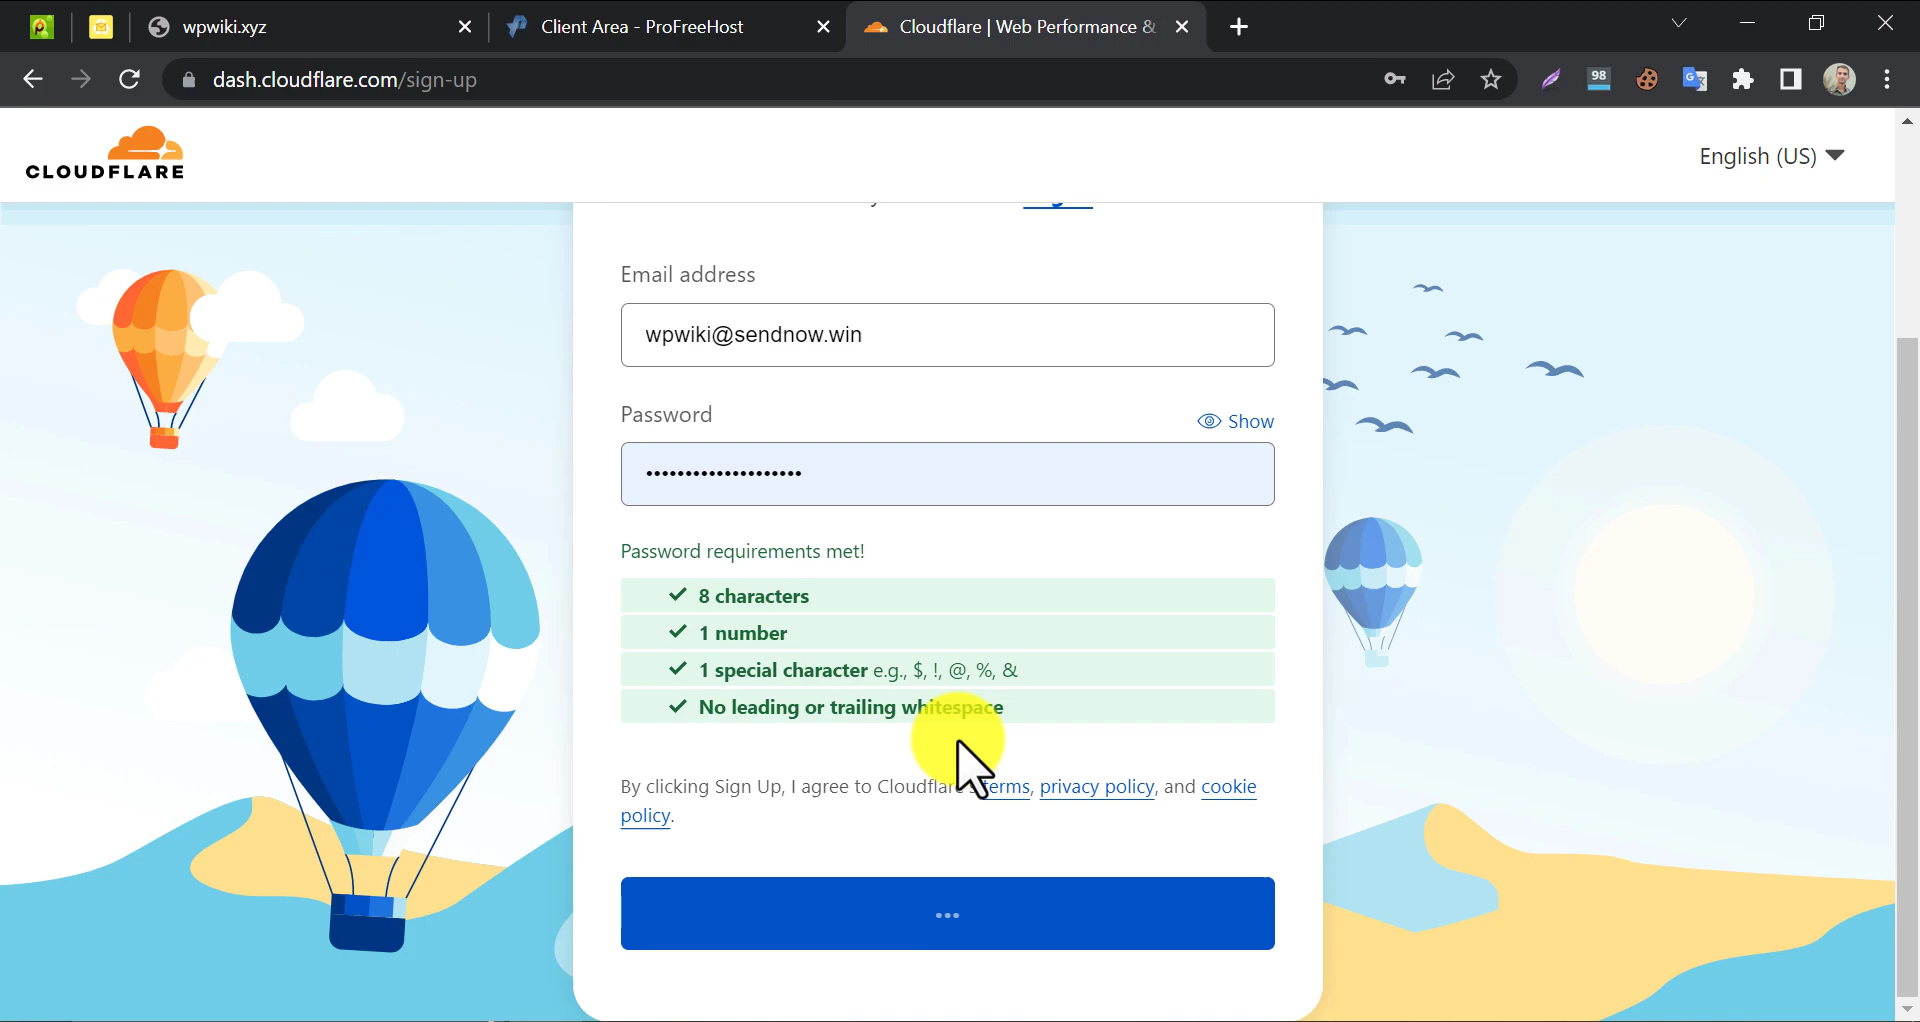 wpwiki.xyz
Client Area - ProFreeHost
Cloudflare | Web Performance &
dash.cloudflare.com/sign-up
98
CLOUDFLARE
English (US)
Email address
wpwiki@sendnow.win
Password
Show
••••••••••••••••••••
Password requirements met!
8 characters
1 number
1 special character e.g., $, !, @, %, &
No leading or trailing whitespace
By clicking Sign Up, I agree to Cloudflare's terms, privacy policy, and cookie
policy.